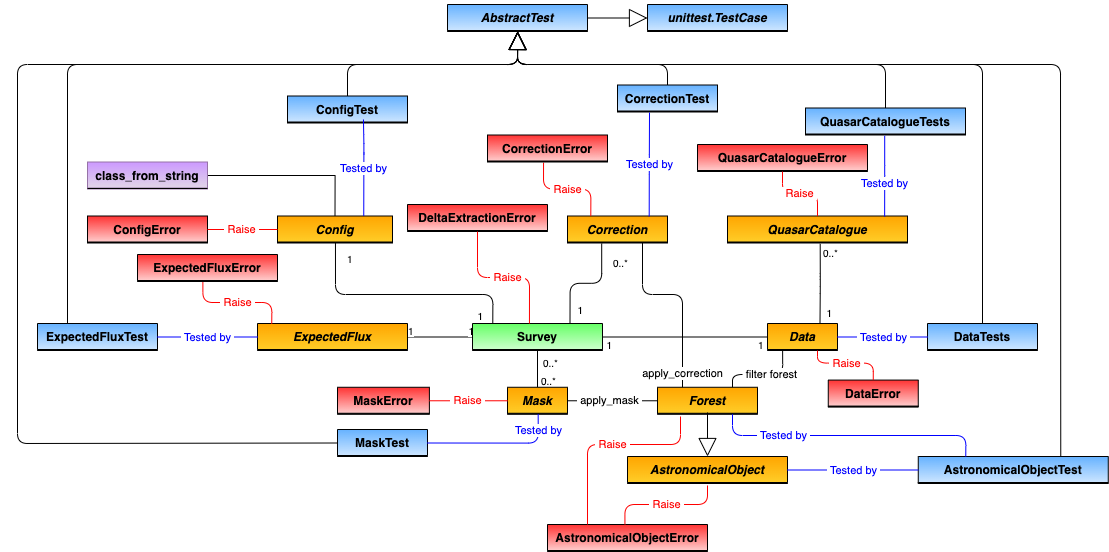 AbstractTest
unittest.TestCase
ConfigTest
CorrectionTest
QuasarCatalogueTests
CorrectionError
QuasarCatalogueError
Tested by
Tested by
class_from_string
Tested by
Raise
Raise
DeltaExtractionError
ConfigError
Raise
Config
Correction
QuasarCatalogue
0..*
1
0..*
ExpectedFluxError
Raise
Raise
1
1
1
ExpectedFluxTest
Tested by
ExpectedFlux
1
1
Survey
1
1
Data
Tested by
DataTests
0..*
Raise
apply_correction
filter forest
0..*
DataError
MaskError
Raise
Mask
apply_mask
Forest
Tested by
Tested by
MaskTest
Raise
AstronomicalObject
Tested by
AstronomicalObjectTest
Raise
AstronomicalObjectError